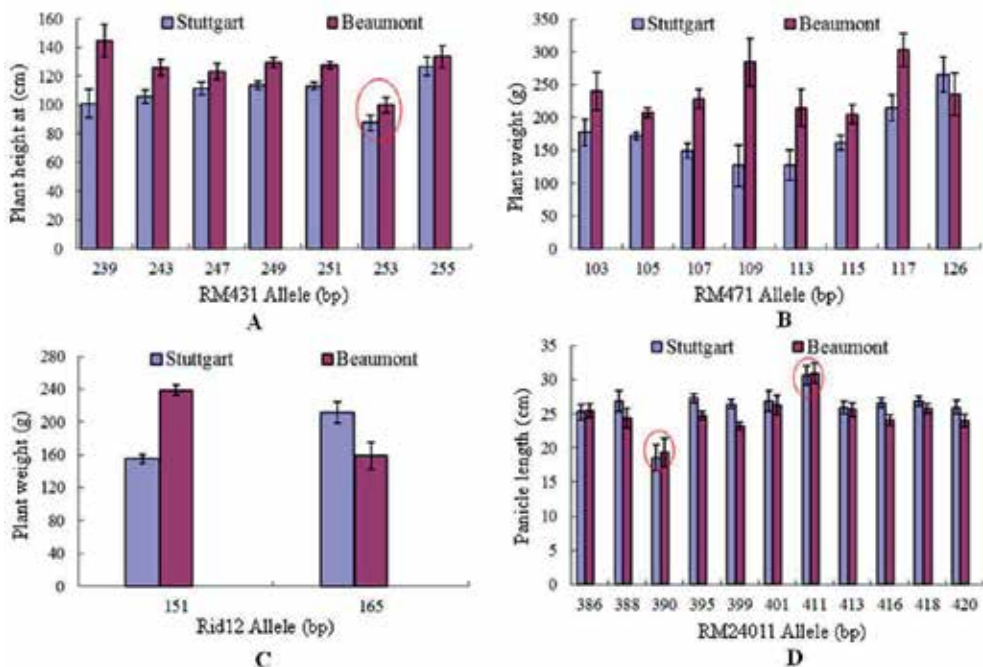 Stuttgart Beaumont
Plant height at (cm)
160
140
120
100
80
60
40
20
0
239 243 247 249 251 253 255
RM431 Allele (bp)
A
Stuttgart Beaumont
Plant weight (g)
350
300
250
200
150
100
50
0
103 105 107 109 113 115 117 126
RM471 Allele (bp)
B
Stuttgart Beaumont
Plant weight (g)
280
240
200
160
120
80
40
0
151 165
Rid12 Allele (bp)
C
Stuttgart Beaumont
Panicle length (cm)
35
30
25
20
15
10
5
0
386 388 390 395 399 401 411 413 416 418 420
RM24011 Allele (bp)
D